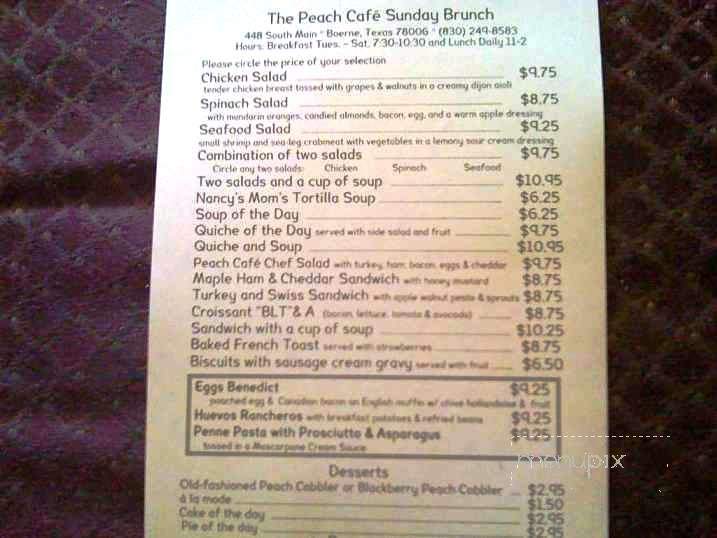 The Peach Café Sunday Brunch
448 South Main * Boerne, Texas 78006 * (830) 249-8583
Hours: Breakfast Tues. - Sat. 7:30-10:30 and Lunch Daily 11-2
Please circle the price of your selection
Chicken Salad $9.75
tender chicken breast tossed with grapes & walnuts in a creamy dijon aioli
Spinach Salad $8.75
with mandarin oranges, candied almonds, bacon, egg, and a warm apple dressing
Seafood Salad $9.25
small shrimp and sea leg crabmeat with vegetables in a lemony sour cream dressing
Combination of two salads $9.75
Circle any two salads: Chicken Spinach Seafood
Two salads and a cup of soup $10.95
Nancy's Mom's Tortilla Soup $6.25
Soup of the Day $6.25
Quiche of the Day served with side salad and fruit $9.75
Quiche and Soup $10.95
Peach Café Chef Salad with turkey, ham, bacon, eggs & cheddar $9.75
Maple Ham & Cheddar Sandwich with honey mustard $8.75
Turkey and Swiss Sandwich with apple walnut pesto & sprouts $8.75
Croissant "BLT"& A (bacon, lettuce, tomato & avocado) $8.75
Sandwich with a cup of soup $10.25
Baked French Toast served with strawberries $8.75
Biscuits with sausage cream gravy served with fruit $6.50
Eggs Benedict $9.25
poached egg & Canadian bacon on English muffin w/ chive hollandaise & fruit
Huevos Rancheros with breakfast potatoes & refried beans $9.25
Penne Pasta with Prosciutto & Asparagus $9.25
tossed in a Mascarpone Cream Sauce
menupix
Desserts
Old-fashioned Peach Cobbler or Blackberry Peach Cobbler $2.95
à la mode $1.50
Cake of the day $2.95
Pie of the day $2.95